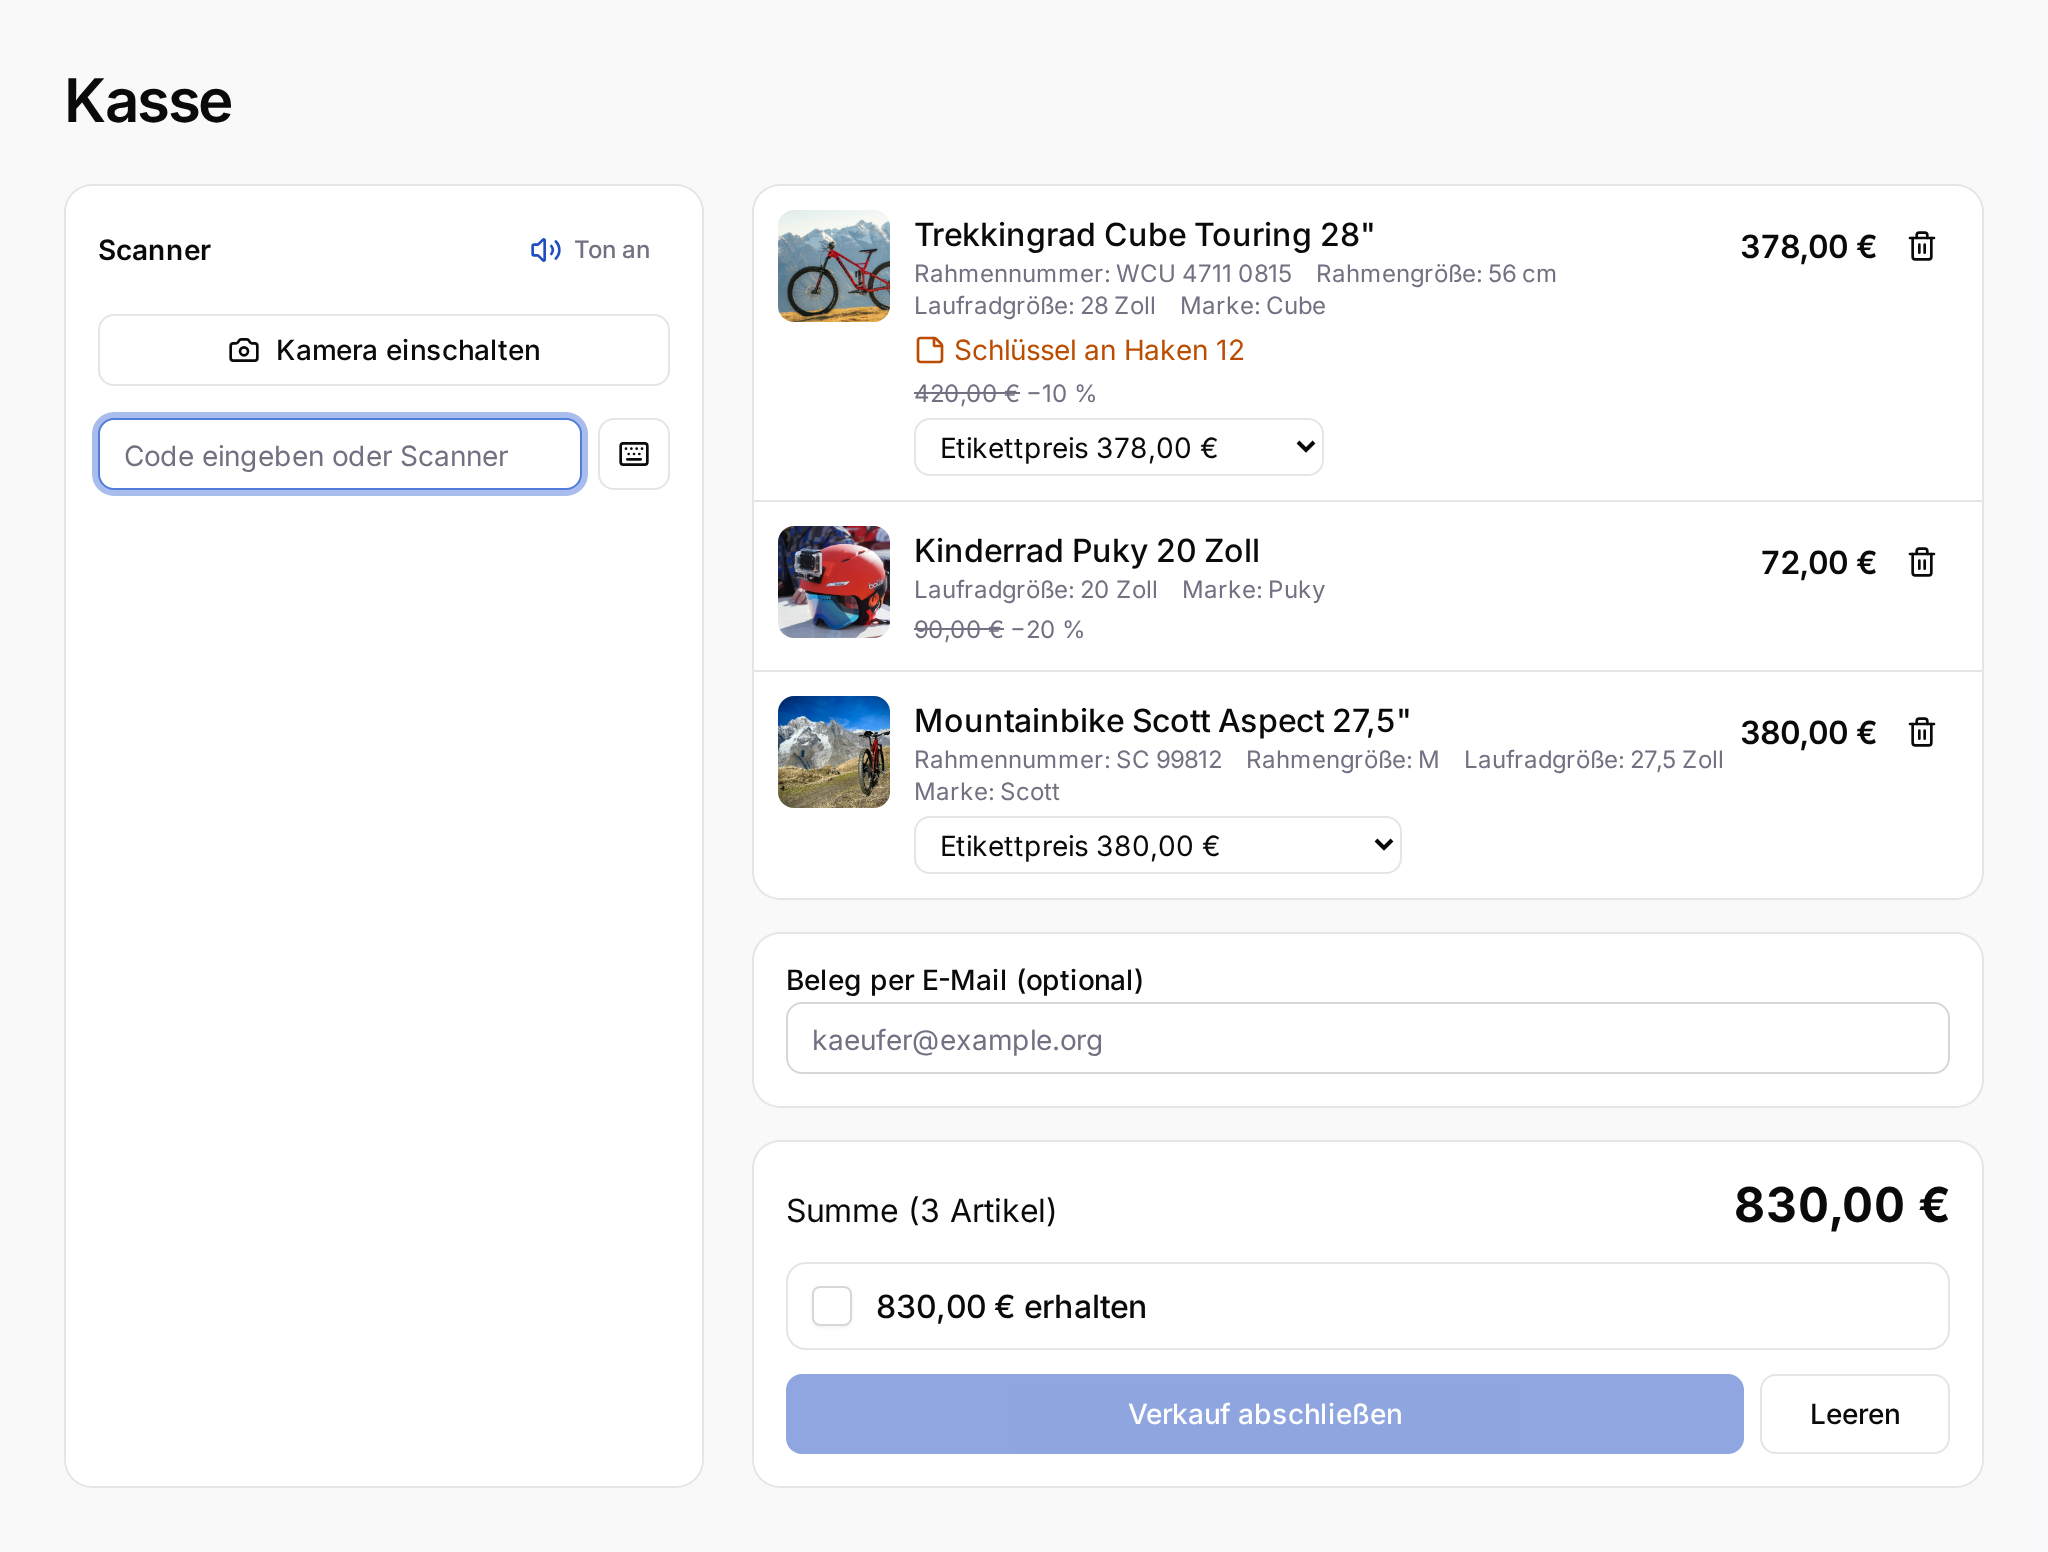 Kasse
Scanner
Ton an
Kamera einschalten
Code eingeben oder Scanner
Trekkingrad Cube Touring 28"
378,00 €
Rahmennummer: WCU 4711 0815 Rahmengröße: 56 cm
Laufradgröße: 28 Zoll Marke: Cube
Schlüssel an Haken 12
420,00 € −10 %
Etikettpreis 378,00 €
Kinderrad Puky 20 Zoll
72,00 €
Laufradgröße: 20 Zoll Marke: Puky
90,00 € −20 %
Mountainbike Scott Aspect 27,5"
380,00 €
Rahmennummer: SC 99812 Rahmengröße: M Laufradgröße: 27,5 Zoll
Marke: Scott
Etikettpreis 380,00 €
Beleg per E-Mail (optional)
kaeufer@example.org
Summe (3 Artikel)
830,00 €
830,00 € erhalten
Verkauf abschließen
Leeren